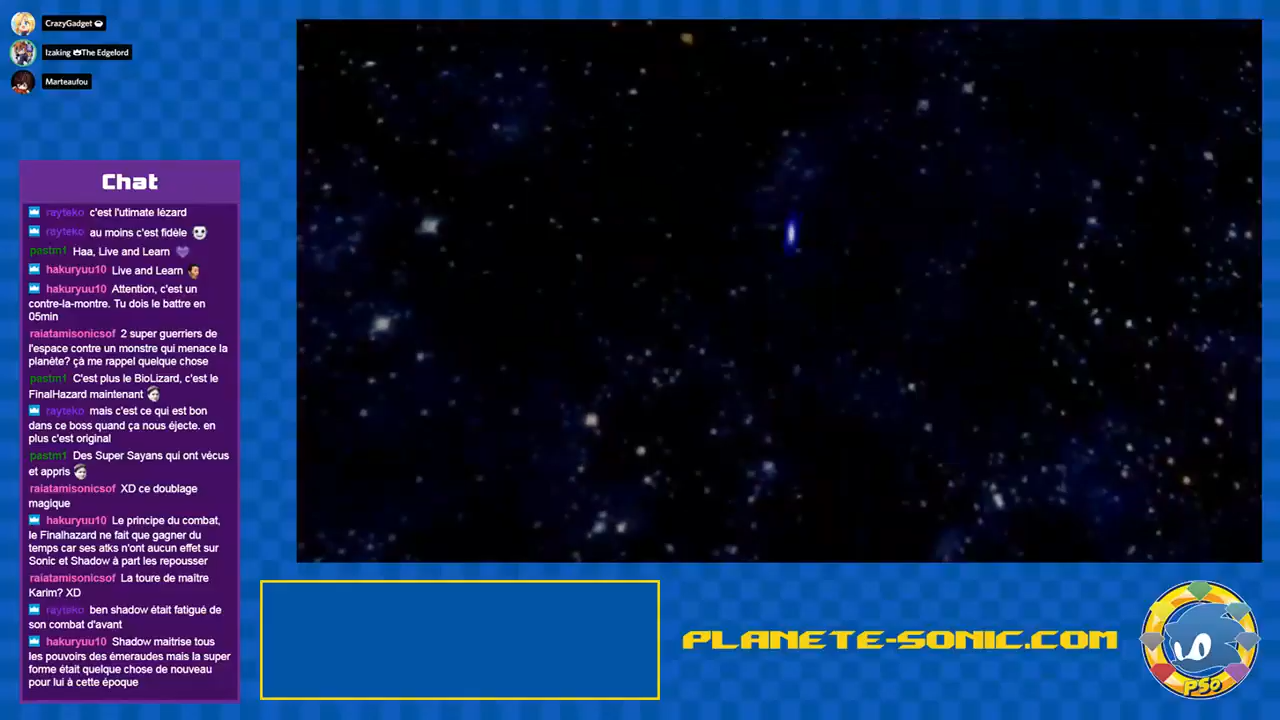 CrazyGadget
Izaking The Edgelord
Marteaufou
Chat
rayteko c'est l'utimate lézard
rayteko au moins c'est fidèle
pastm1 Haa, Live and Learn
hakuryuu10 Live and Learn
hakuryuu10 Attention, c'est un
contre-la-montre. Tu dois le battre en
05min
raiatamisonicsof 2 super guerriers de
l'espace contre un monstre qui menace la
planète? çà me rappel quelque chose
pastm1 C'est plus le BioLizard, c'est le
FinalHazard maintenant
rayteko mais c'est ce qui est bon
dans ce boss quand ça nous éjecte. en
plus c'est original
pastm1 Des Super Sayans qui ont vécus
et appris
raiatamisonicsof XD ce doublage
magique
hakuryuu10 Le principe du combat,
le Finalhazard ne fait que gagner du
temps car ses atks n'ont aucun effet sur
Sonic et Shadow à part les repousser
raiatamisonicsof La toure de maître
Karim? XD
rayteko ben shadow était fatigué de
son combat d'avant
hakuryuu10 Shadow maitrise tous
les pouvoirs des émeraudes mais la super
forme était quelque chose de nouveau
pour lui à cette époque
PLANETE-SONIC.COM
PSO